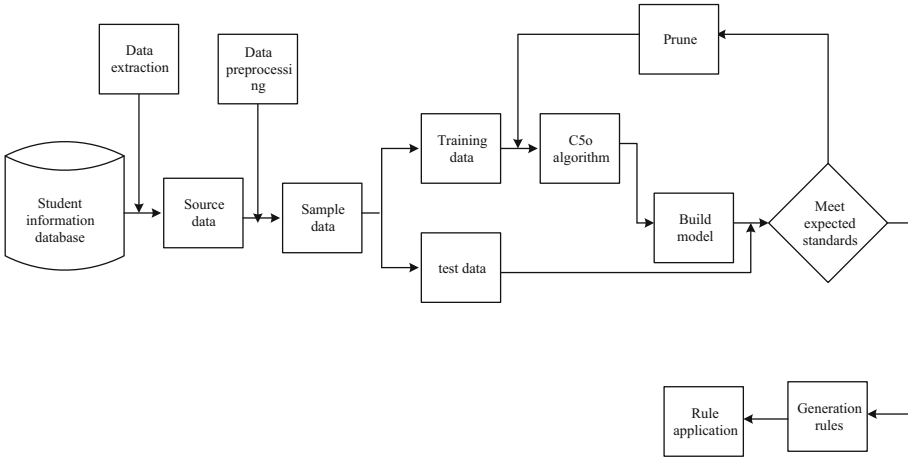 Data
extraction
Data
preprocessi
ng
Prune
Student
information
database
Source
data
Sample
data
Training
data
C5o
algorithm
test data
Build
model
Meet
expected
standards
Rule
application
Generation
rules